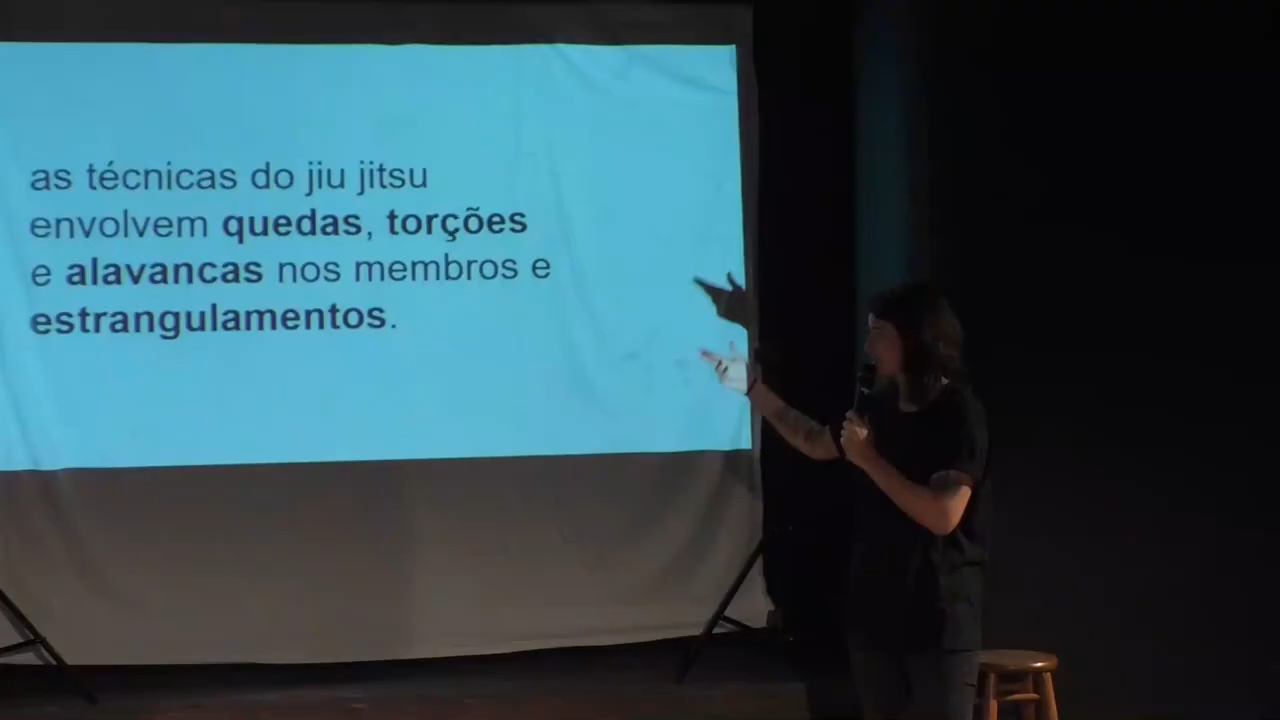 as técnicas do jiu jitsu
envolvem quedas, torções
e alavancas nos membros e
estrangulamentos.